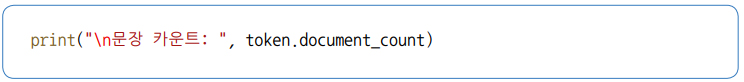 print("\n문장 카운트: ", token.document_count)